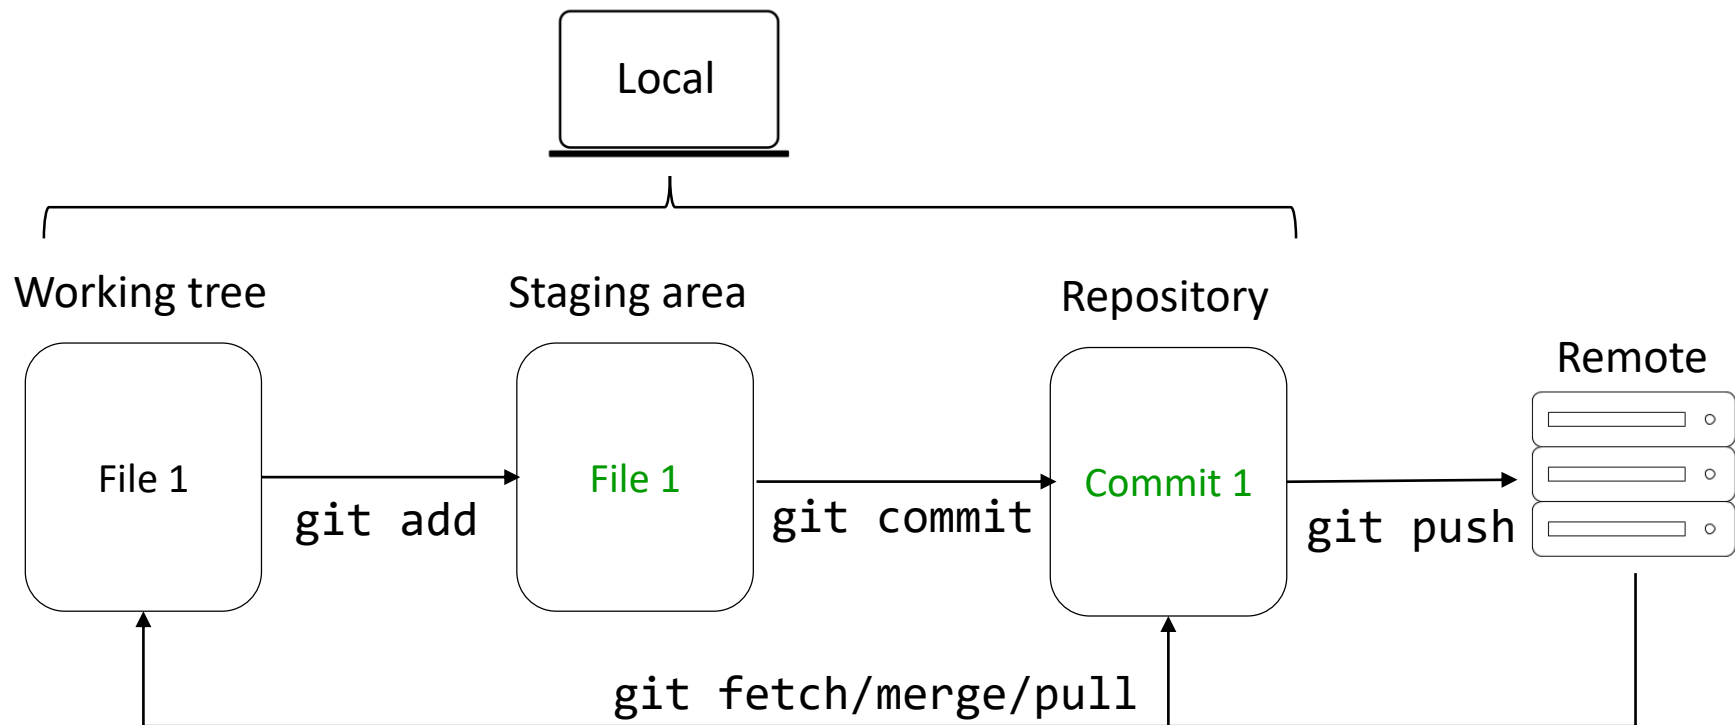 Local
Working tree
Staging area
Repository
Remote
File 1
File 1
Commit 1
git add
git commit
git push
git fetch/merge/pull